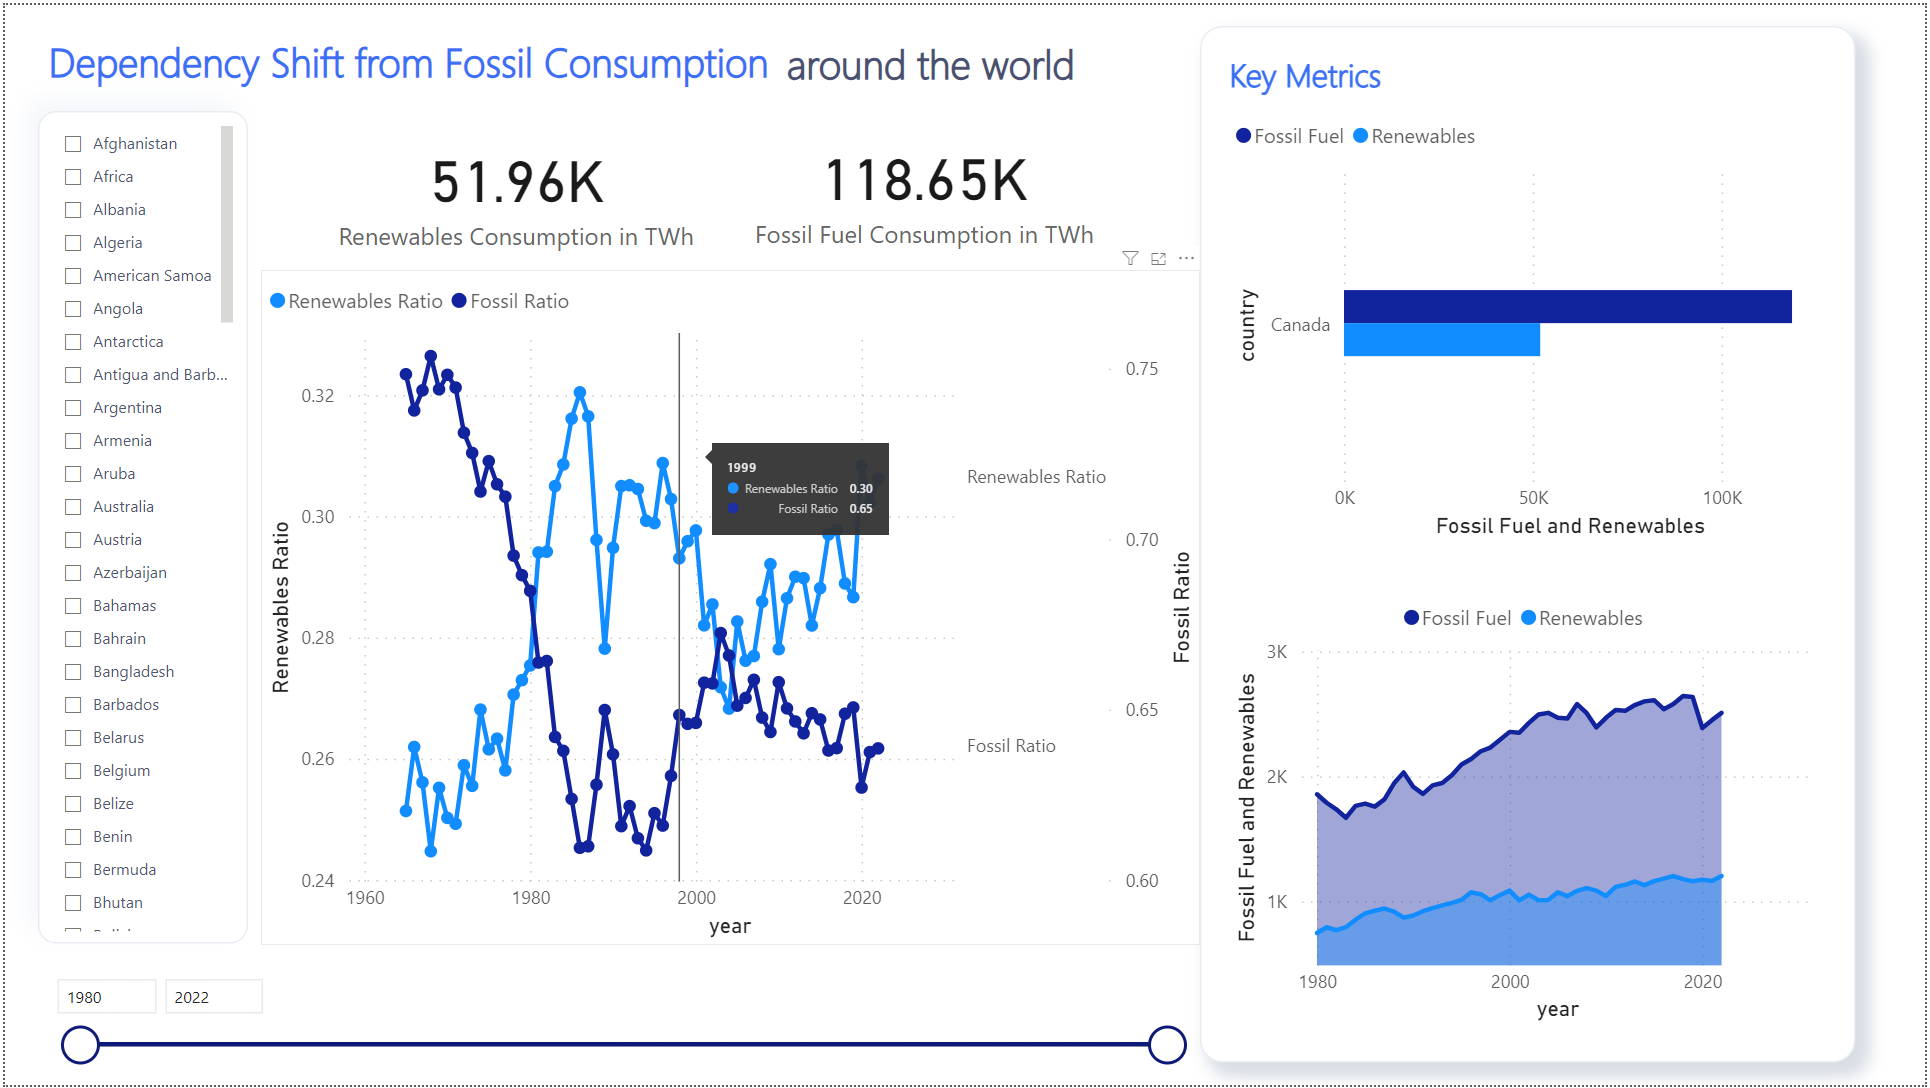 Dependency Shift from Fossil Consumption around the world
Afghanistan
Africa
Albania
Algeria
American Samoa
Angola
Antarctica
Antigua and Barb...
Argentina
Armenia
Aruba
Australia
Austria
Azerbaijan
Bahamas
Bahrain
Bangladesh
Barbados
Belarus
Belgium
Belize
Benin
Bermuda
Bhutan
1980 2022
51.96K
Renewables Consumption in TWh
118.65K
Fossil Fuel Consumption in TWh
Renewables Ratio Fossil Ratio
Renewables Ratio
0.32
0.30
0.28
0.26
0.24
1960 1980 2000 2020
year
1999
Renewables Ratio 0.30
Fossil Ratio 0.65
Renewables Ratio
Fossil Ratio
0.75
0.70
0.65
0.60
Fossil Ratio
Key Metrics
Fossil Fuel Renewables
country
Canada
0K 50K 100K
Fossil Fuel and Renewables
Fossil Fuel Renewables
Fossil Fuel and Renewables
3K
2K
1K
1980 2000 2020
year